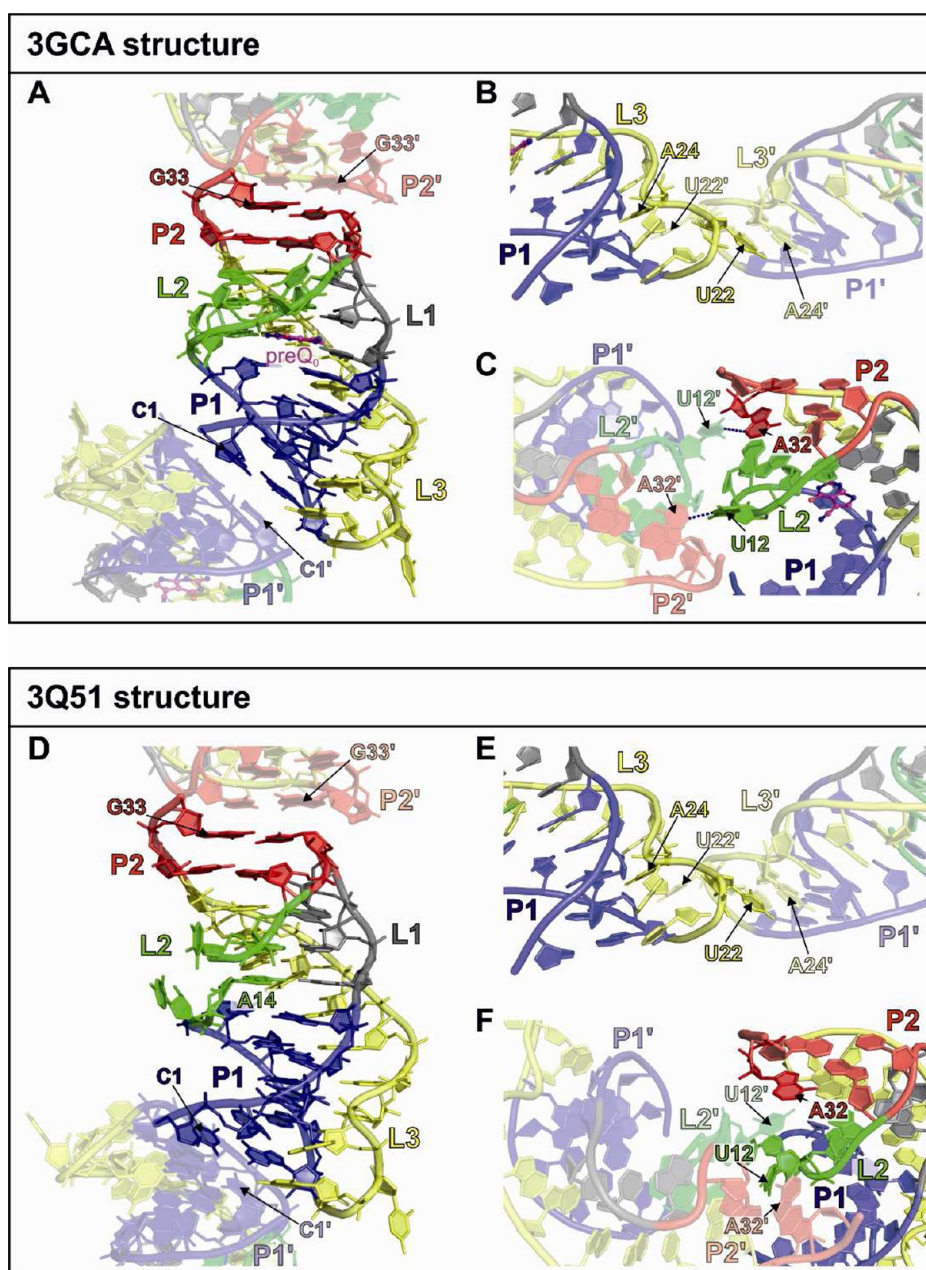 3GCA structure
A
G33'
G33
P2'
P2
L2
L1
preQ₀
P1
C1
L3
C1'
P1'
B
L3
A24
L3'
U22'
P1
U22
P1'
A24'
C
P1'
P2
U12'
L2'
A32
A32'
L2
U12
P1
P2'
3Q51 structure
D
G33'
G33
P2'
P2
L1
L2
A14
C1
P1
L3
C1'
P1'
E
L3
L3'
A24
U22'
P1
U22
P1'
A24'
F
P2
P1'
U12'
A32
L2'
U12
L2
P1
A32'
P2'